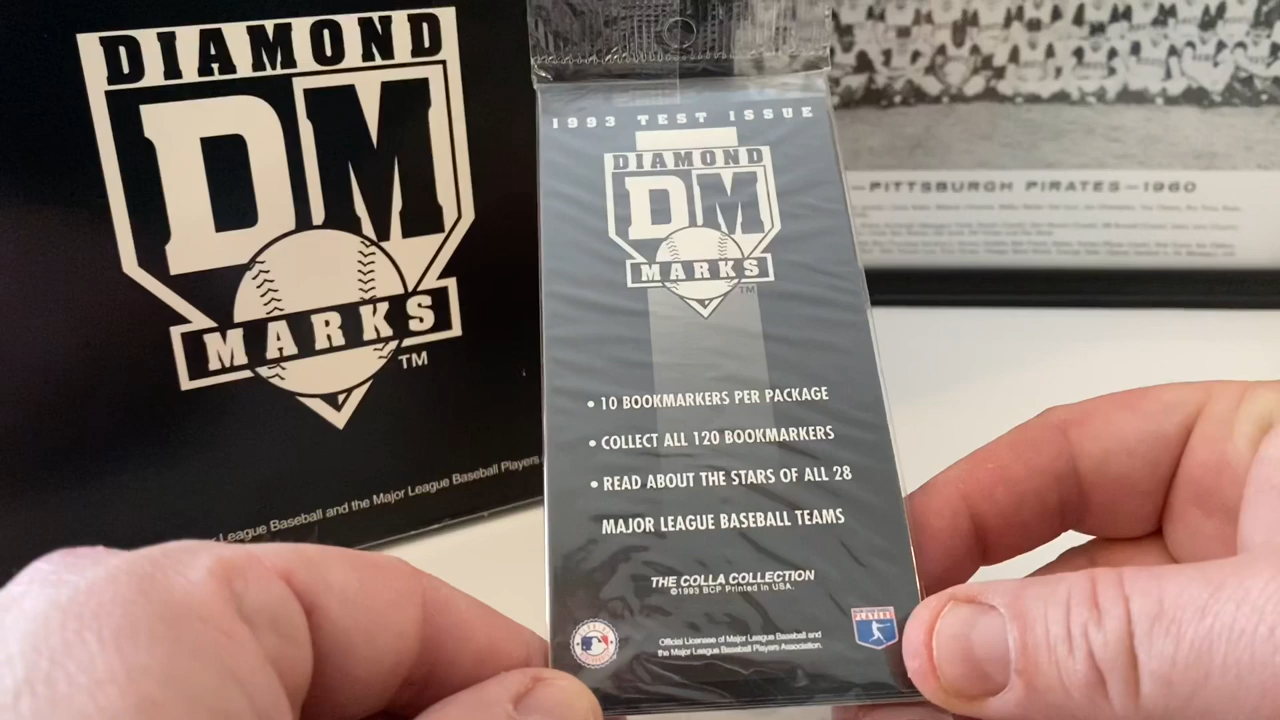 DIAMOND
DM
MARKS
TM
League Baseball and the Major League Baseball Players
1993 TEST ISSUE
DIAMOND
DM
MARKS
TM
• 10 BOOKMARKERS PER PACKAGE
• COLLECT ALL 120 BOOKMARKERS
• READ ABOUT THE STARS OF ALL 28
MAJOR LEAGUE BASEBALL TEAMS
THE COLLA COLLECTION
©1993 BCP Printed in USA.
Official Licensee of Major League Baseball and
the Major League Baseball Players Association.
PLAYERS
—PITTSBURGH PIRATES—1960